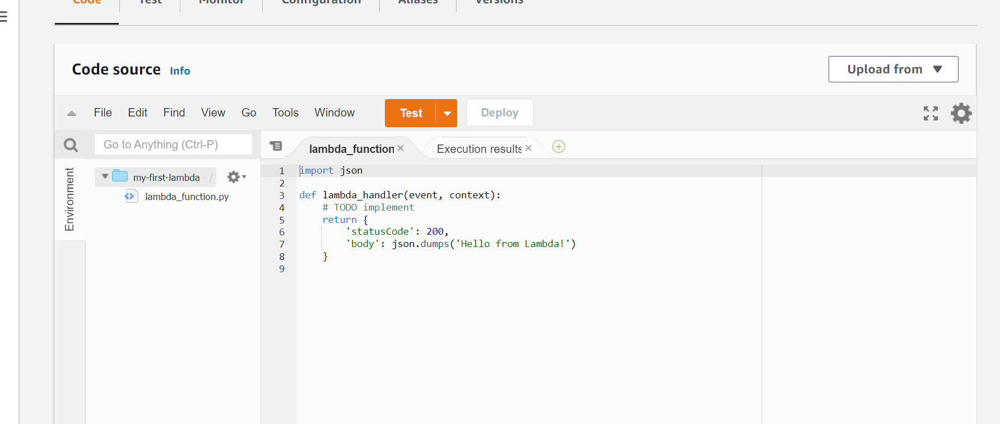 Code Test Monitor Configuration Aliases Versions
Code source Info
Upload from
File Edit Find View Go Tools Window Test Deploy
Go to Anything (Ctrl-P)
lambda_function
Execution results
Environment
my-first-lambda - /
lambda_function.py
1 import json
2
3 def lambda_handler(event, context):
4     # TODO implement
5     return {
6         'statusCode': 200,
7         'body': json.dumps('Hello from Lambda!')
8     }
9